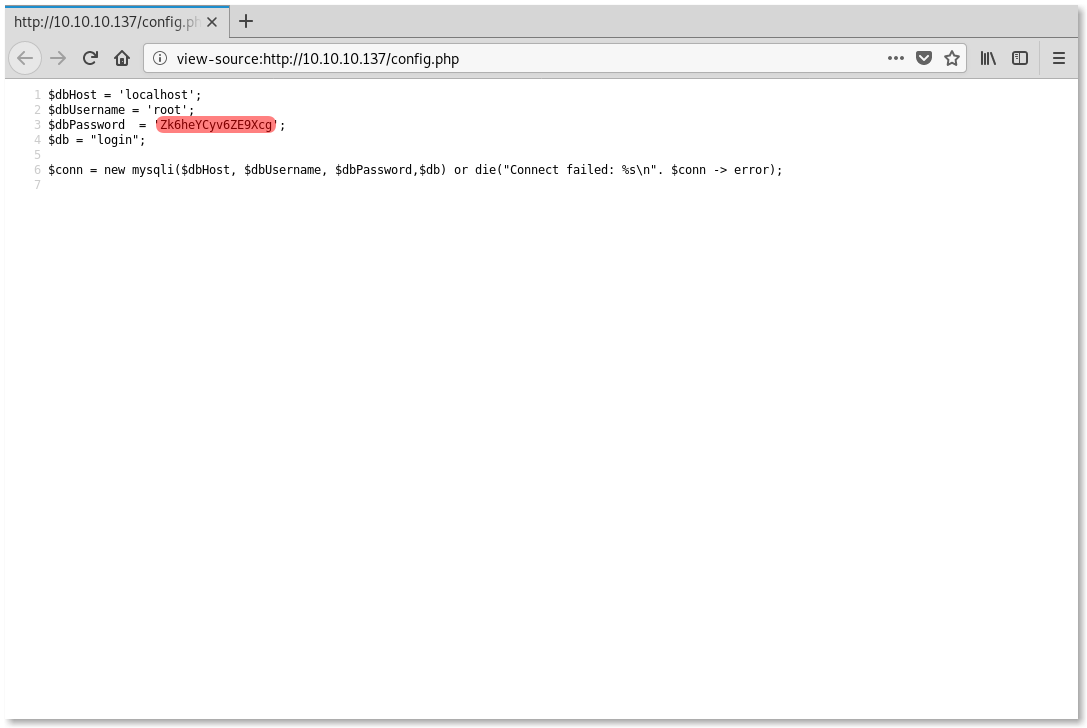 http://10.10.10.137/config.ph
view-source:http://10.10.10.137/config.php
1 $dbHost = 'localhost';
2 $dbUsername = 'root';
3 $dbPassword  = 'Zk6heYCyv6ZE9Xcg';
4 $db = "login";
5
6 $conn = new mysqli($dbHost, $dbUsername, $dbPassword,$db) or die("Connect failed: %s\n". $conn -> error);
7